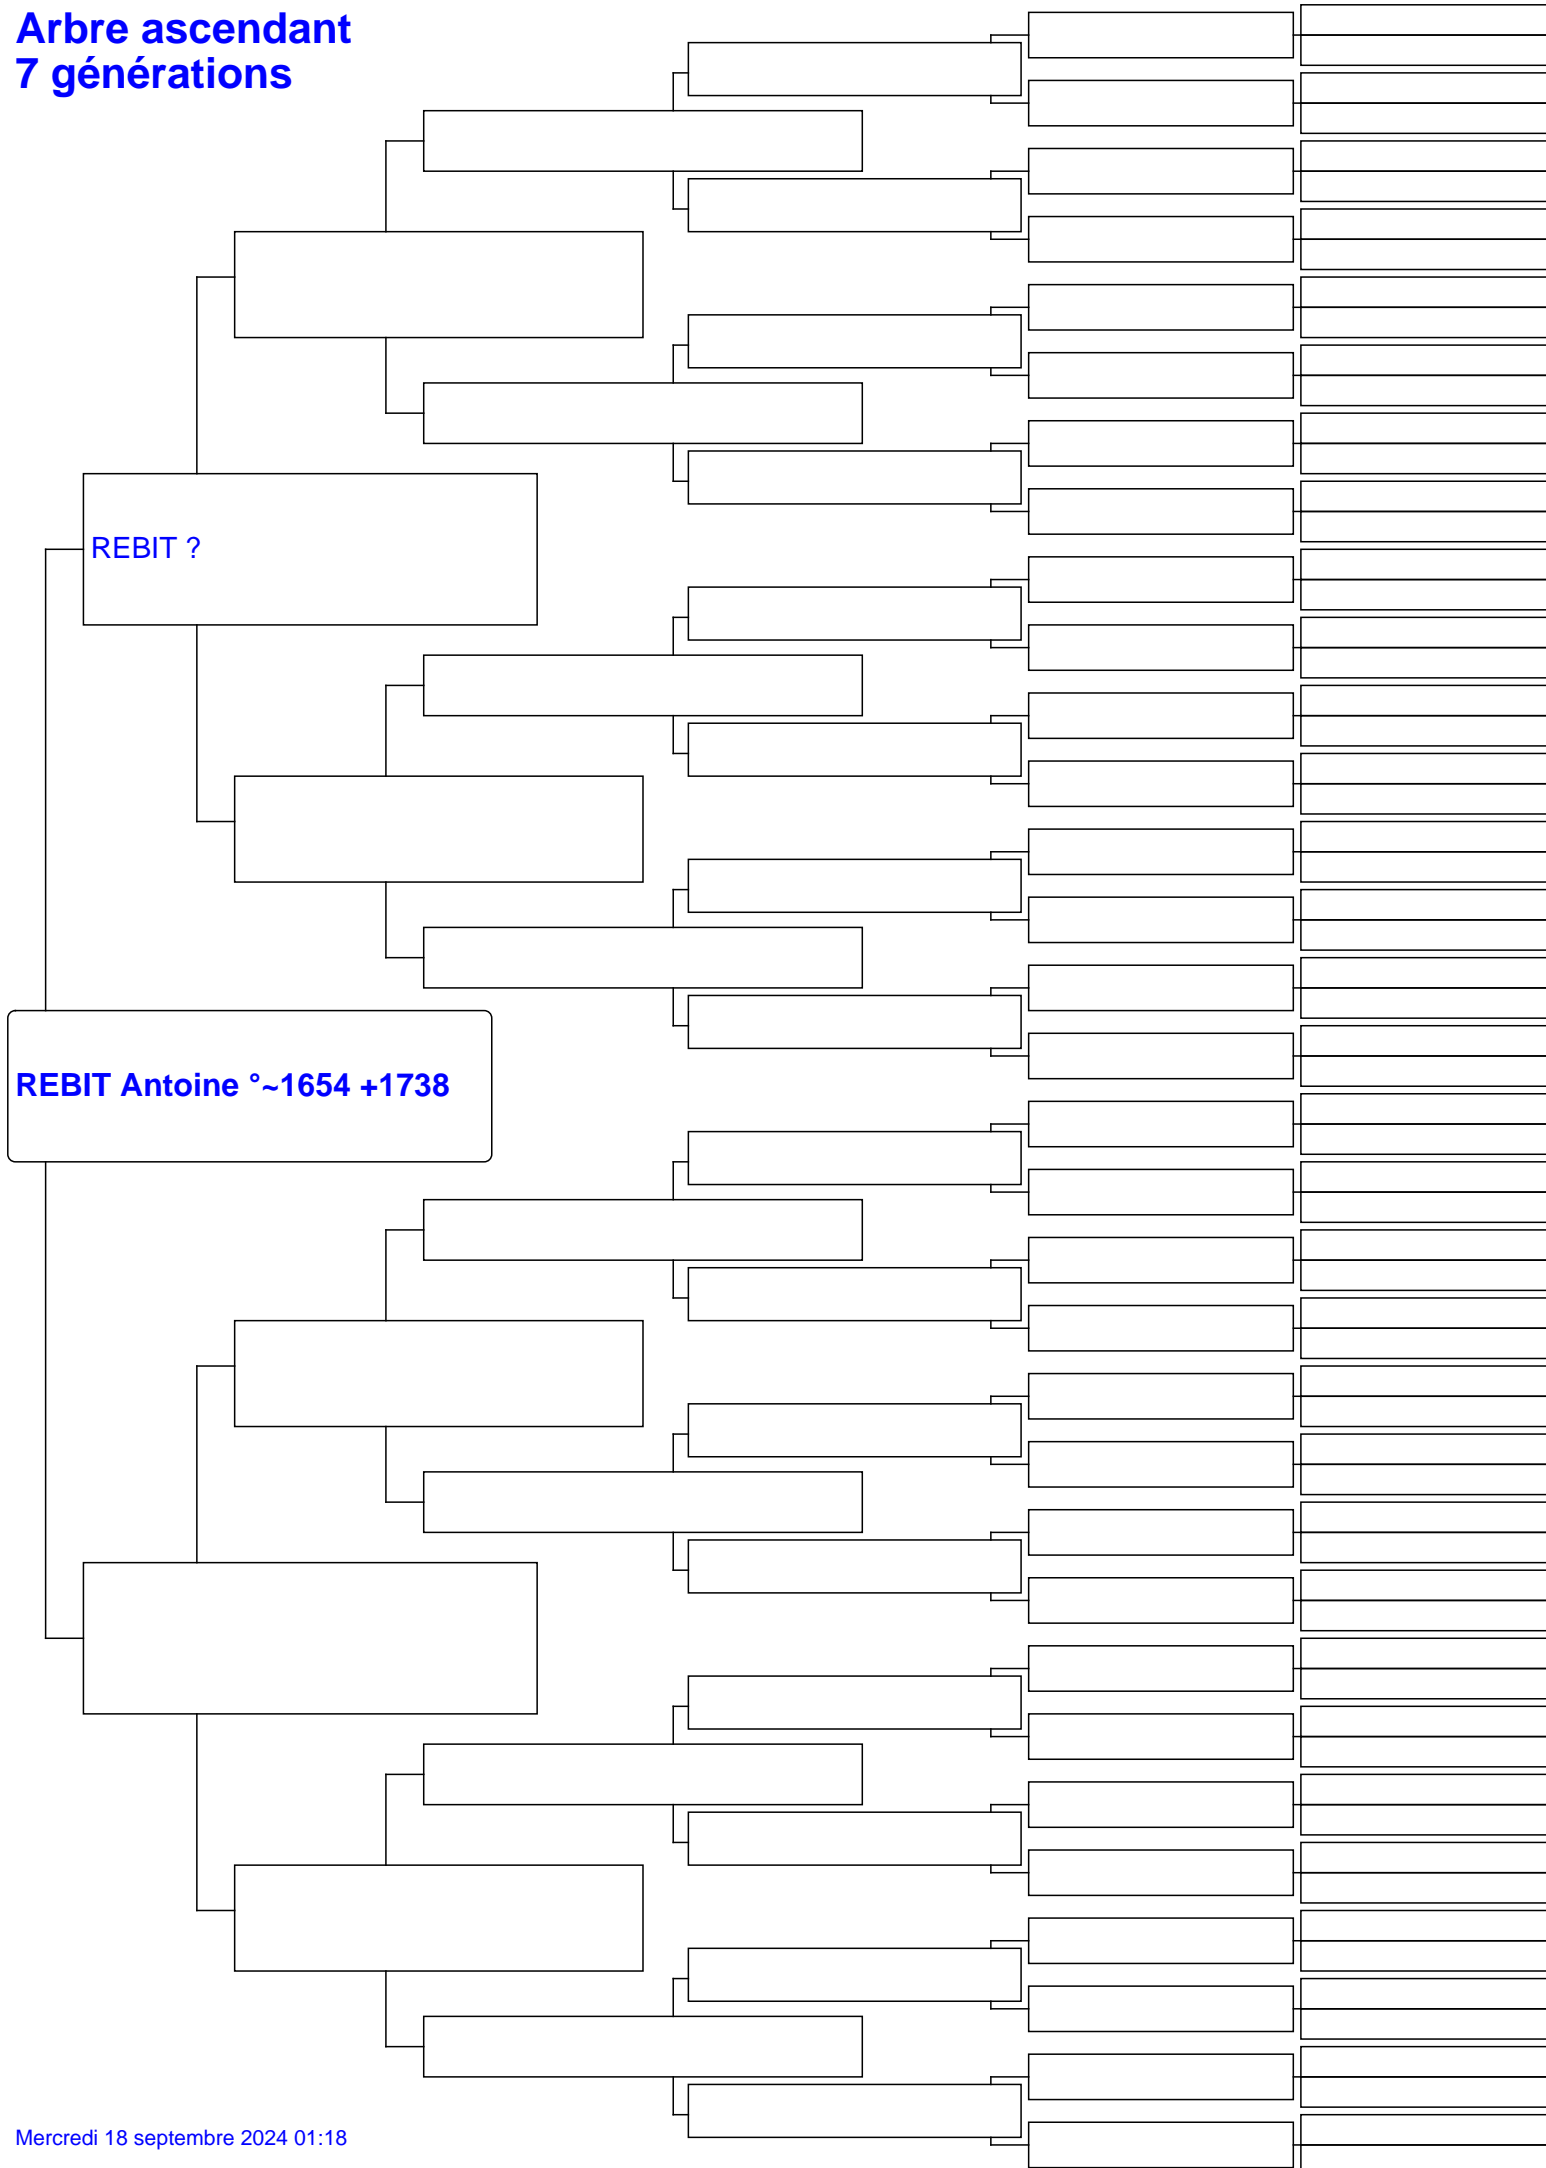 Arbre ascendant
7 générations
REBIT ?
REBIT Antoine °~1654 +1738
Mercredi 18 septembre 2024 01:18